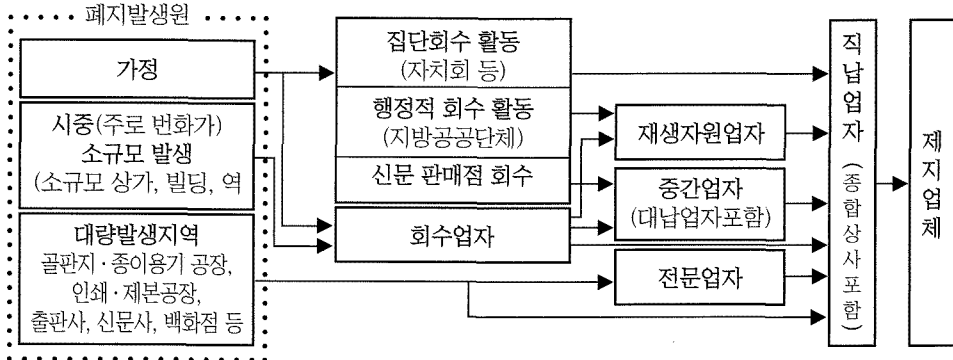 폐지발생원
가정
시중(주로 번화가)
소규모 발생
(소규모 상가, 빌딩, 역
대량발생지역
골판지·종이용기 공장,
인쇄·제본공장,
출판사, 신문사, 백화점 등
집단회수 활동
(자치회 등)
행정적 회수 활동
(지방공공단체)
신문 판매점 회수
회수업자
재생자원업자
중간업자
(대납업자포함)
전문업자
직납업자(종합상사포함)
제지업체